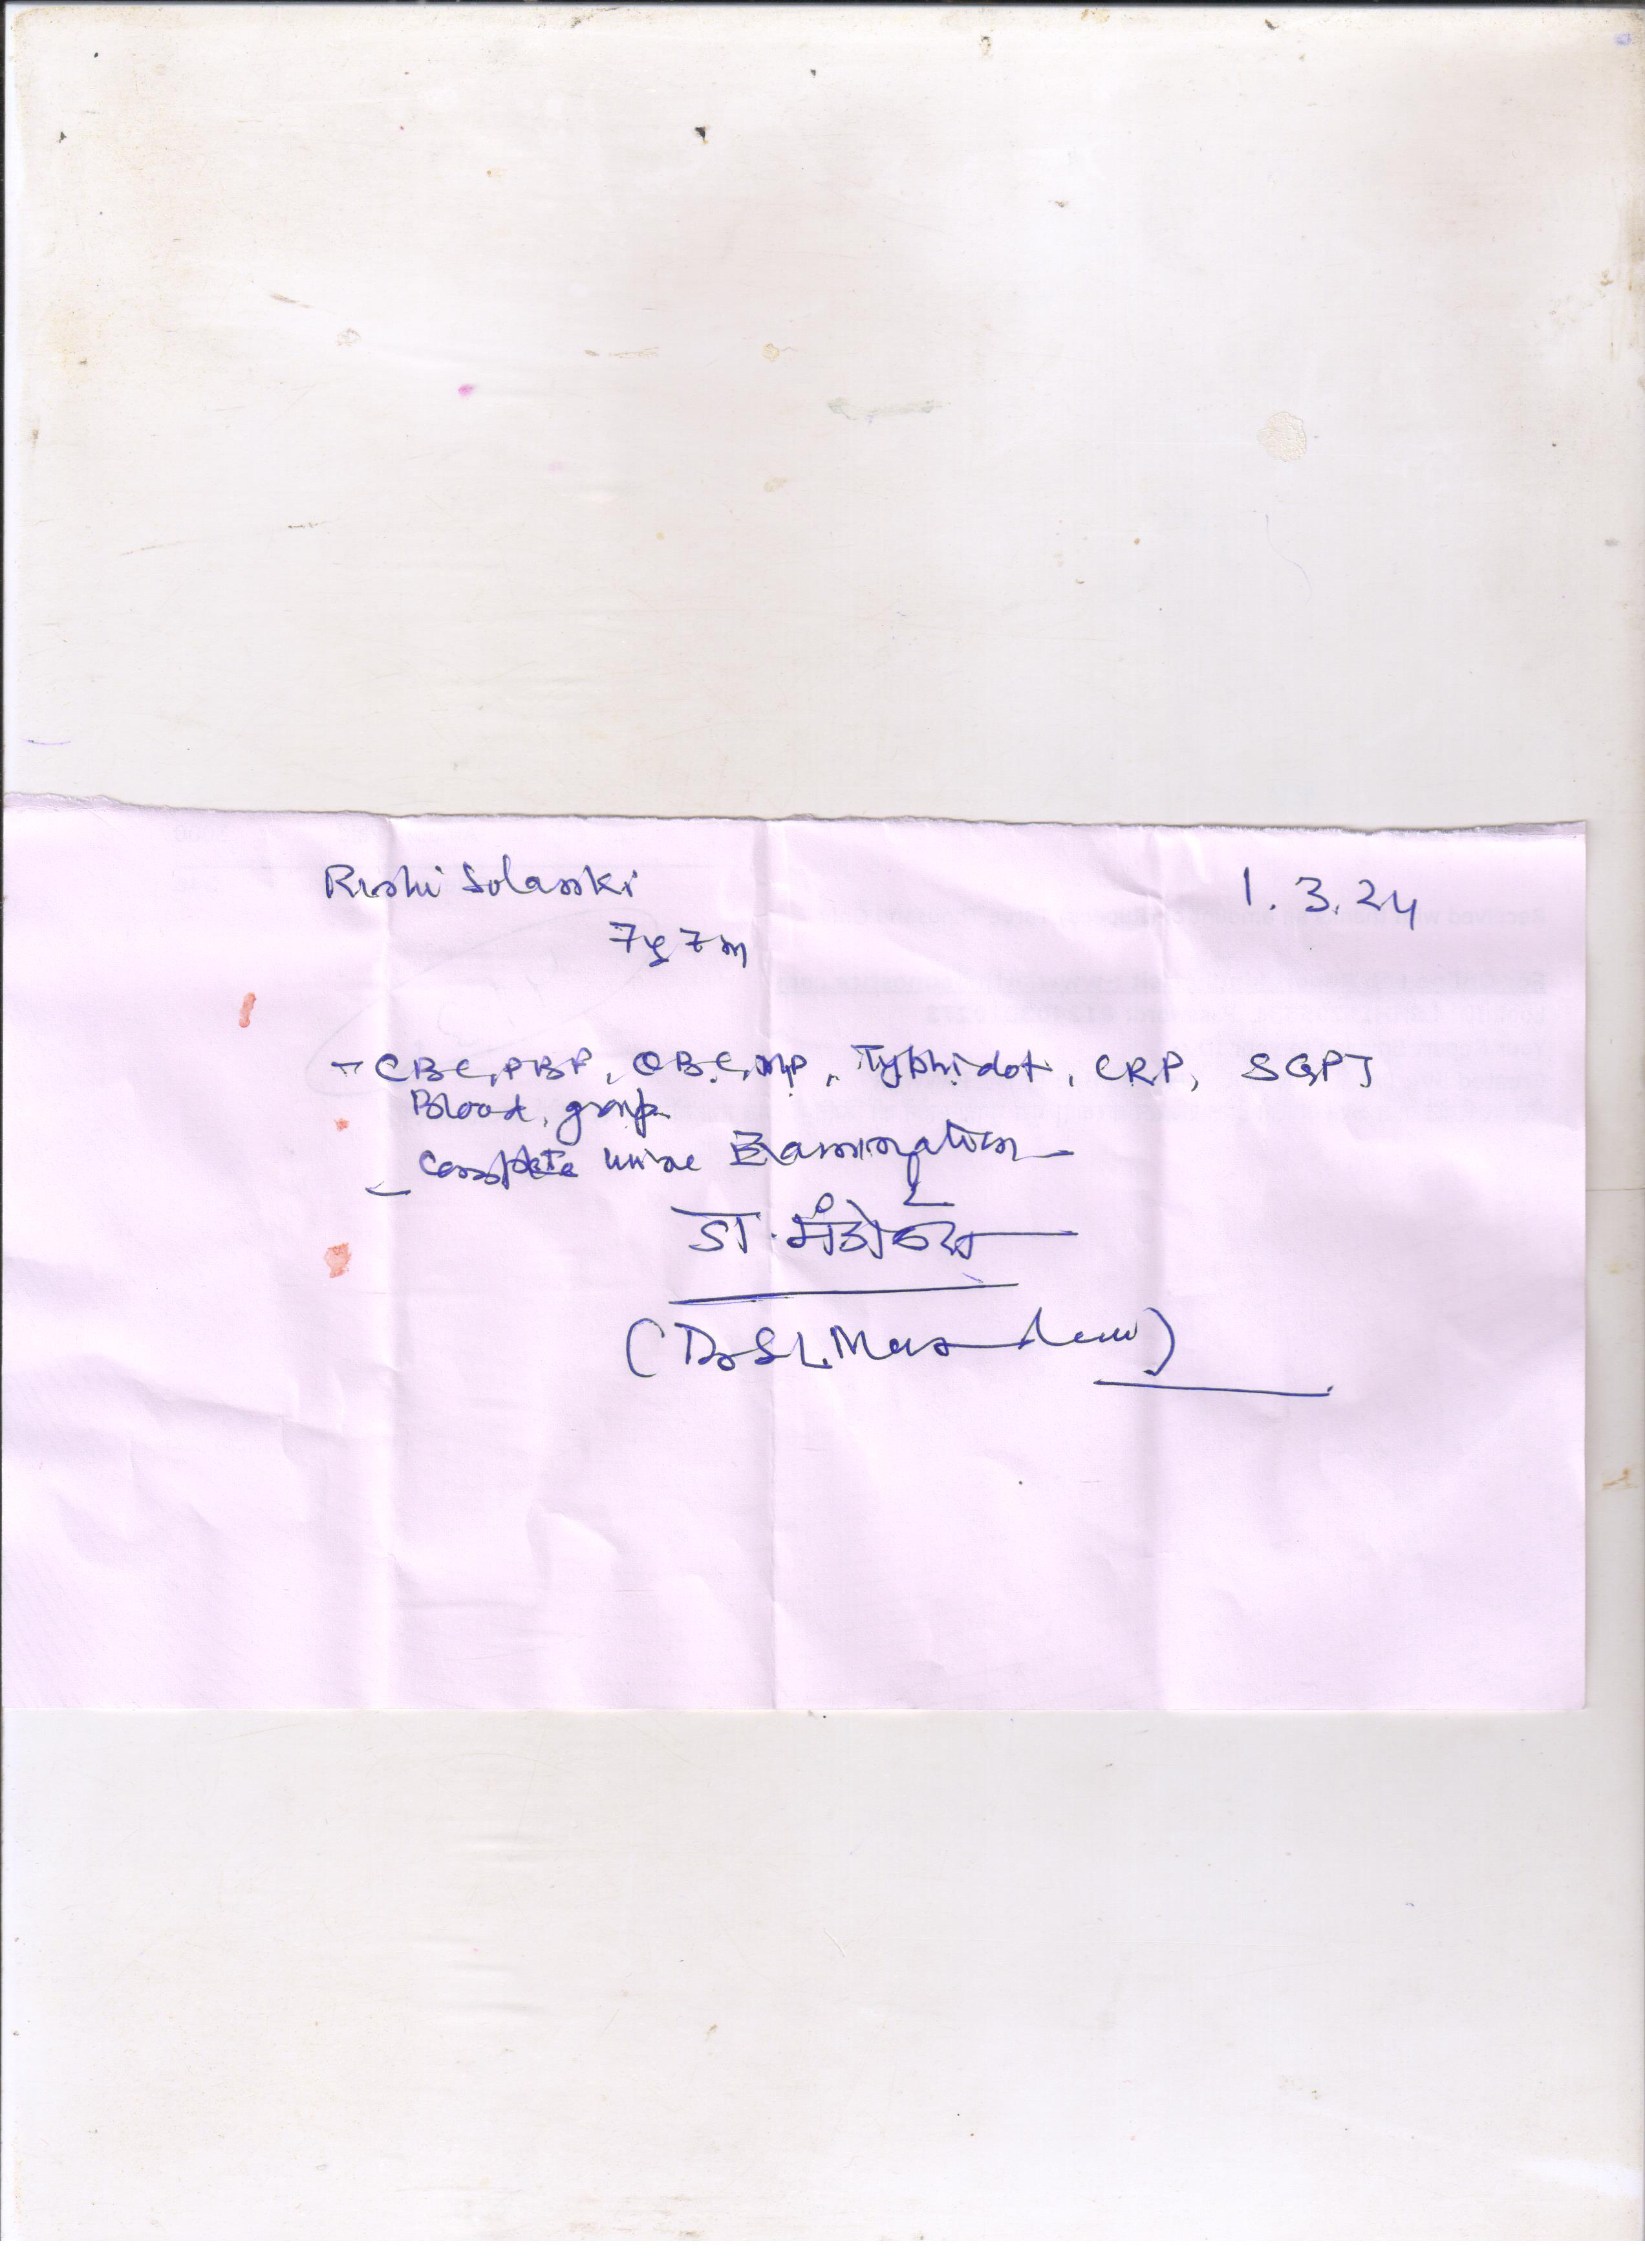 Rishi Solanki
1.3.24
7y 7m
- CBC, PBF, QBC, MP, Typhidot, CRP, SGPT
Blood, group
- Complete urine Examination
डा.
(Dr S L.